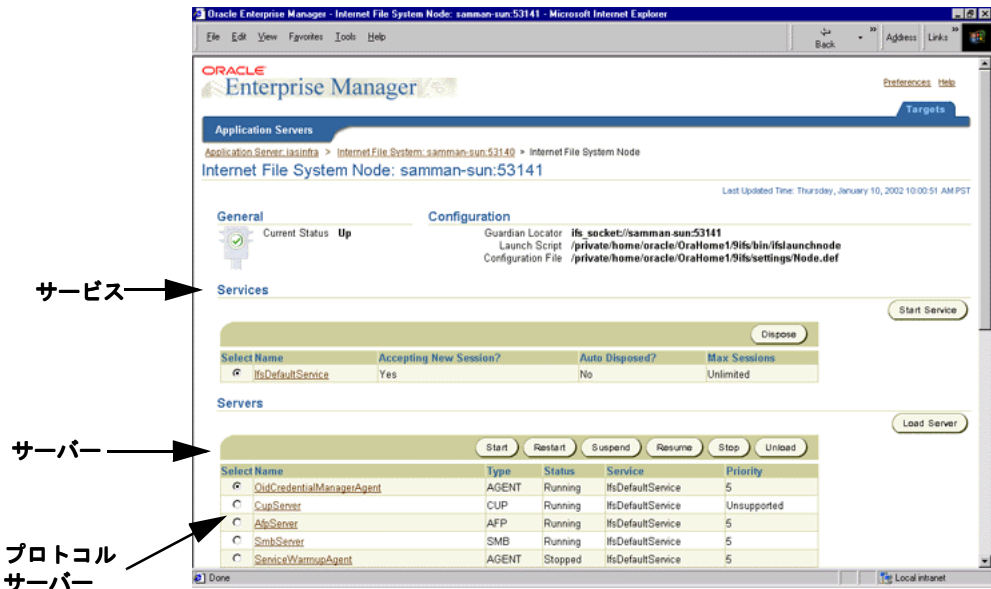 Oracle Enterprise Manager - Internet File System Node: samman-sun:53141 - Microsoft Internet Explorer
File Edit View Favorites Tools Help
Back Address Links
ORACLE
Enterprise Manager
Preferences Help
Targets
Application Servers
Application Server: iasinfra > Internet File System: samman-sun:53140 > Internet File System Node
Internet File System Node: samman-sun:53141
Last Updated Time: Thursday, January 10, 2002 10:00:51 AM PST
General
Current Status Up
Configuration
Guardian Locator ifs_socket://samman-sun:53141
Launch Script /private/home/oracle/OraHome1/9ifs/bin/ifslaunchnode
Configuration File /private/home/oracle/OraHome1/9ifs/settings/Node.def
サービス
Services
Start Service
Dispose
Select Name Accepting New Session? Auto Disposed? Max Sessions
IfsDefaultService Yes No Unlimited
Servers
Load Server
サーバー
Start Restart Suspend Resume Stop Unload
Select Name Type Status Service Priority
OidCredentialManagerAgent AGENT Running IfsDefaultService 5
CupServer CUP Running IfsDefaultService Unsupported
AfpServer AFP Running IfsDefaultService 5
SmbServer SMB Running IfsDefaultService 5
ServiceWarmupAgent AGENT Stopped IfsDefaultService 5
プロトコル
サーバー
Done Local intranet